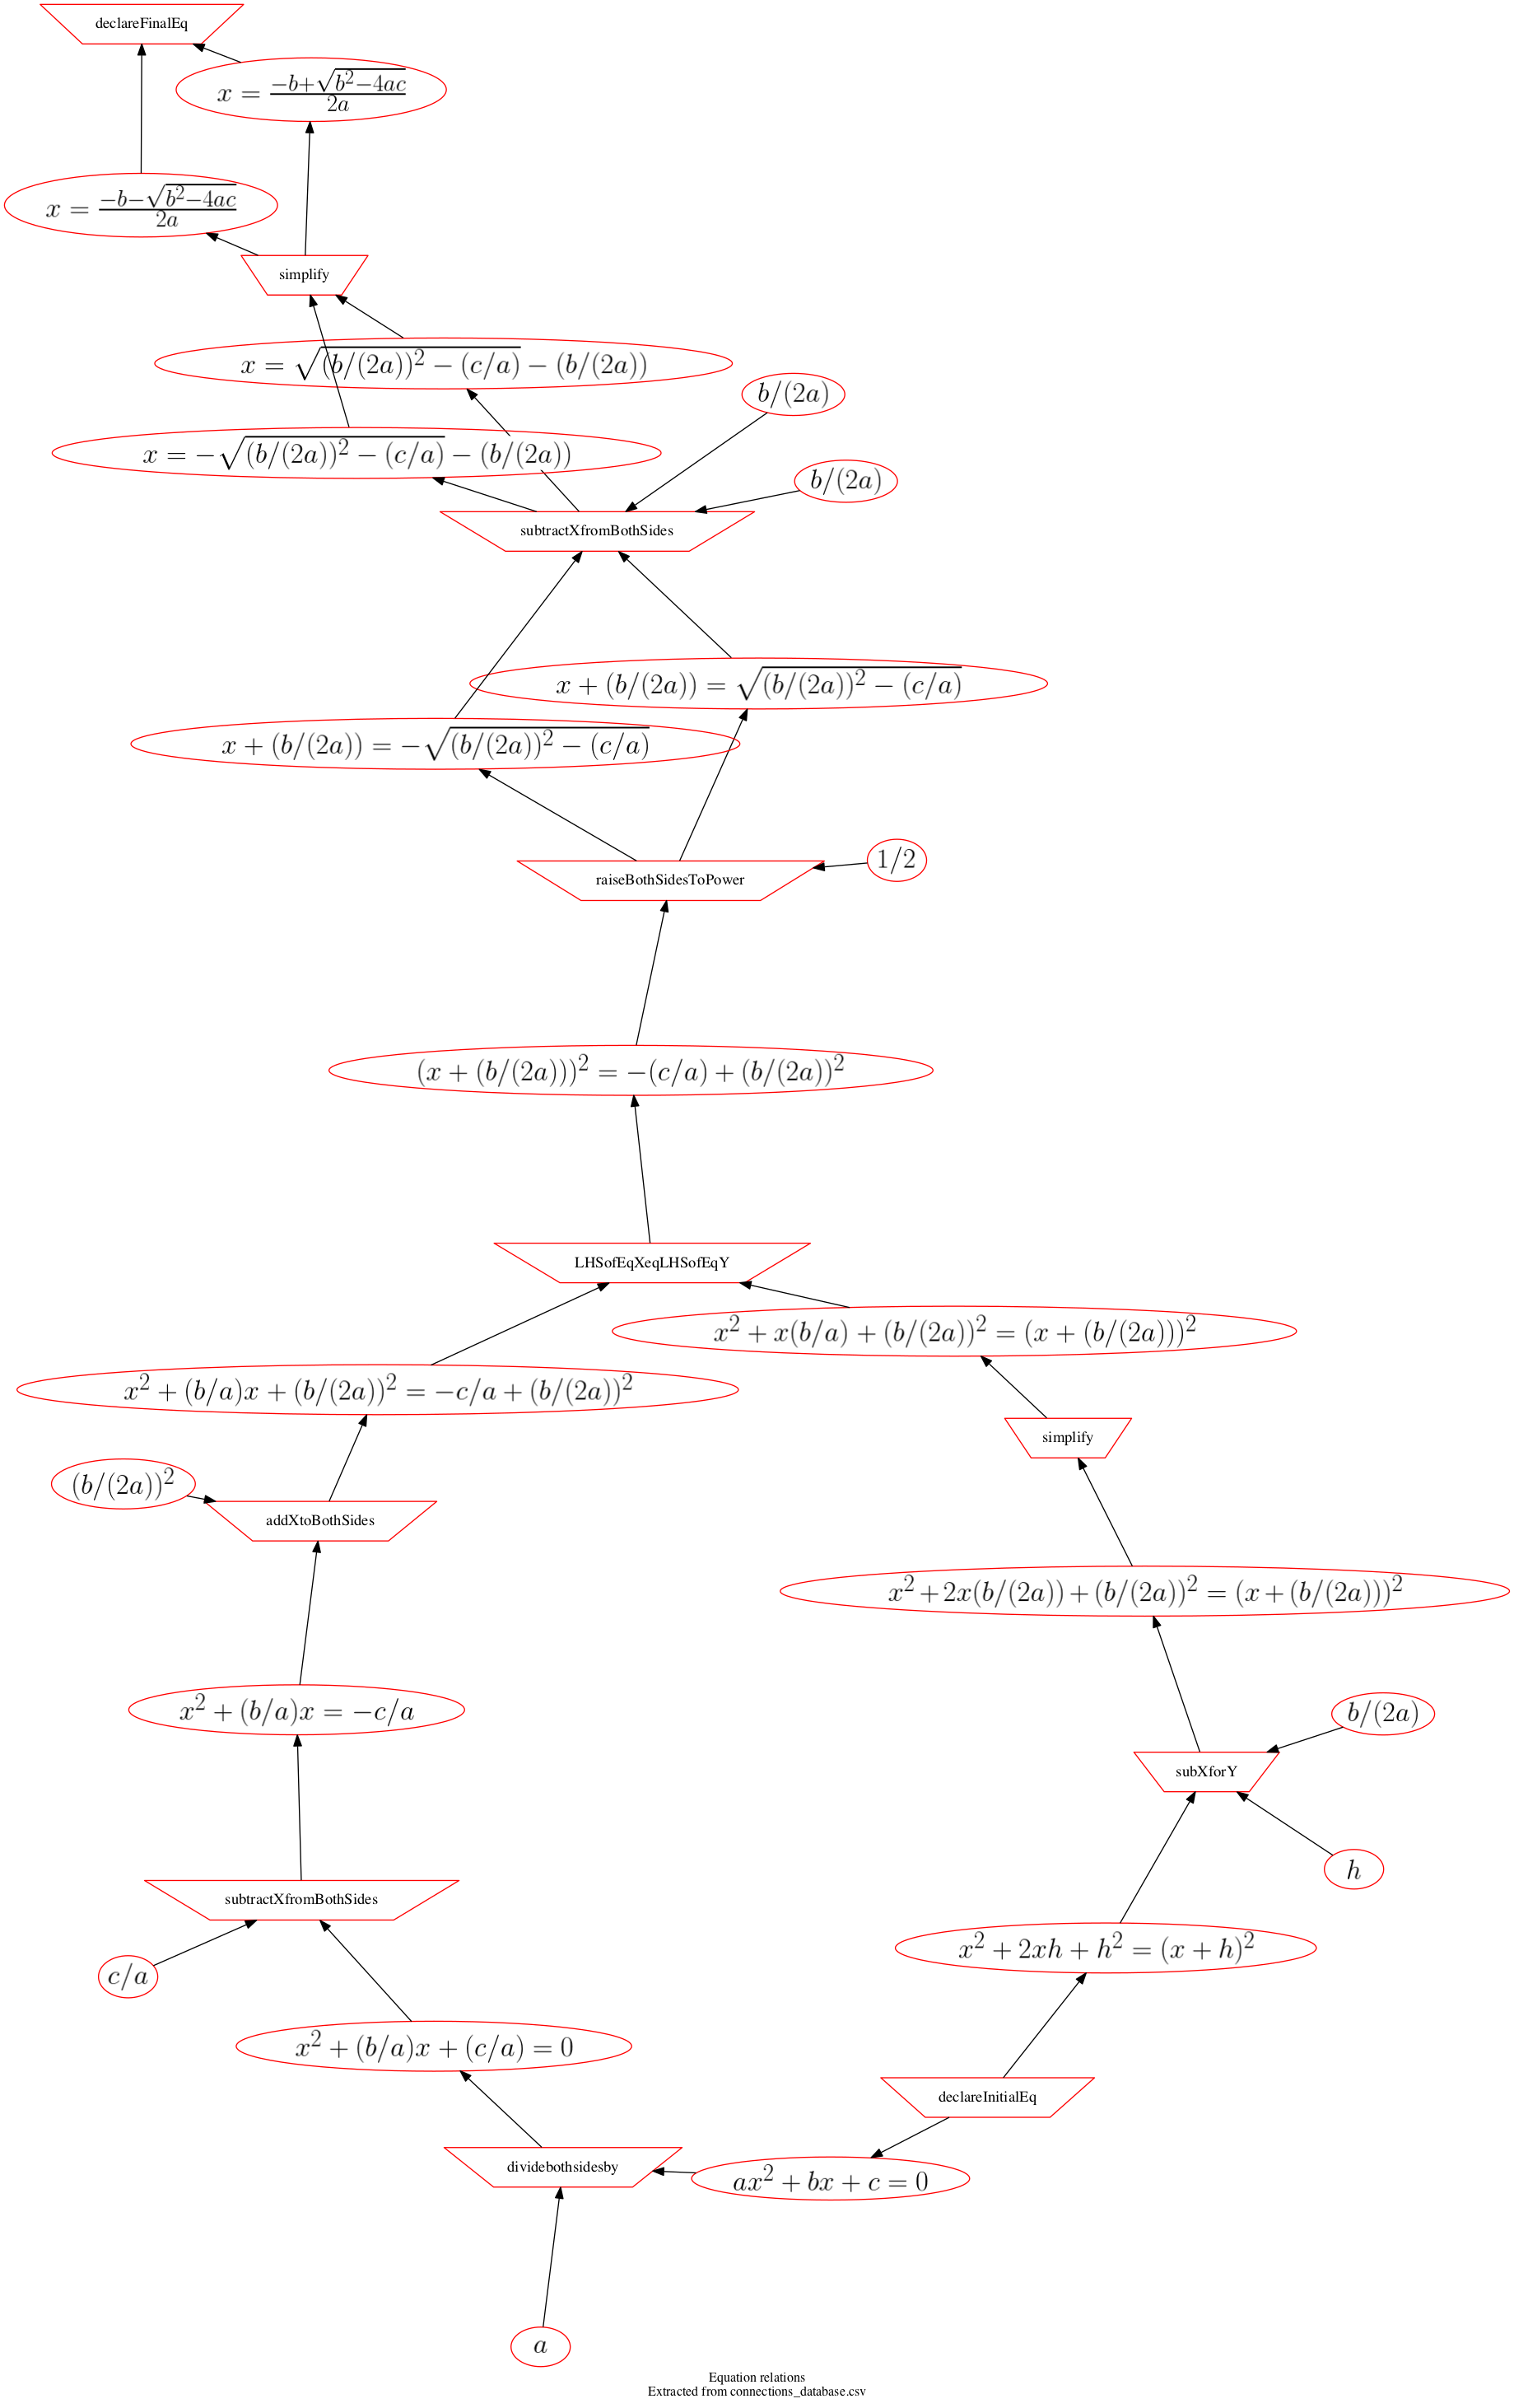 declareFinalEq
x = \frac{-b+\sqrt{b^2-4ac}}{2a}
x = \frac{-b-\sqrt{b^2-4ac}}{2a}
simplify
x = \sqrt{(b/(2a))^2 - (c/a)} - (b/(2a))
b/(2a)
x = -\sqrt{(b/(2a))^2 - (c/a)} - (b/(2a))
b/(2a)
subtractXfromBothSides
x + (b/(2a)) = \sqrt{(b/(2a))^2 - (c/a)}
x + (b/(2a)) = -\sqrt{(b/(2a))^2 - (c/a)}
1/2
raiseBothSidesToPower
(x + (b/(2a)))^2 = -(c/a) + (b/(2a))^2
LHSofEqXeqLHSofEqY
x^2 + x(b/a) + (b/(2a))^2 = (x + (b/(2a)))^2
x^2 + (b/a)x + (b/(2a))^2 = -c/a + (b/(2a))^2
simplify
(b/(2a))^2
addXtoBothSides
x^2 + 2x(b/(2a)) + (b/(2a))^2 = (x + (b/(2a)))^2
x^2 + (b/a)x = -c/a
b/(2a)
subXforY
h
subtractXfromBothSides
x^2 + 2xh + h^2 = (x + h)^2
c/a
x^2 + (b/a)x + (c/a) = 0
declareInitialEq
dividebothsidesby
ax^2 + bx + c = 0
a
Equation relations
Extracted from connections_database.csv